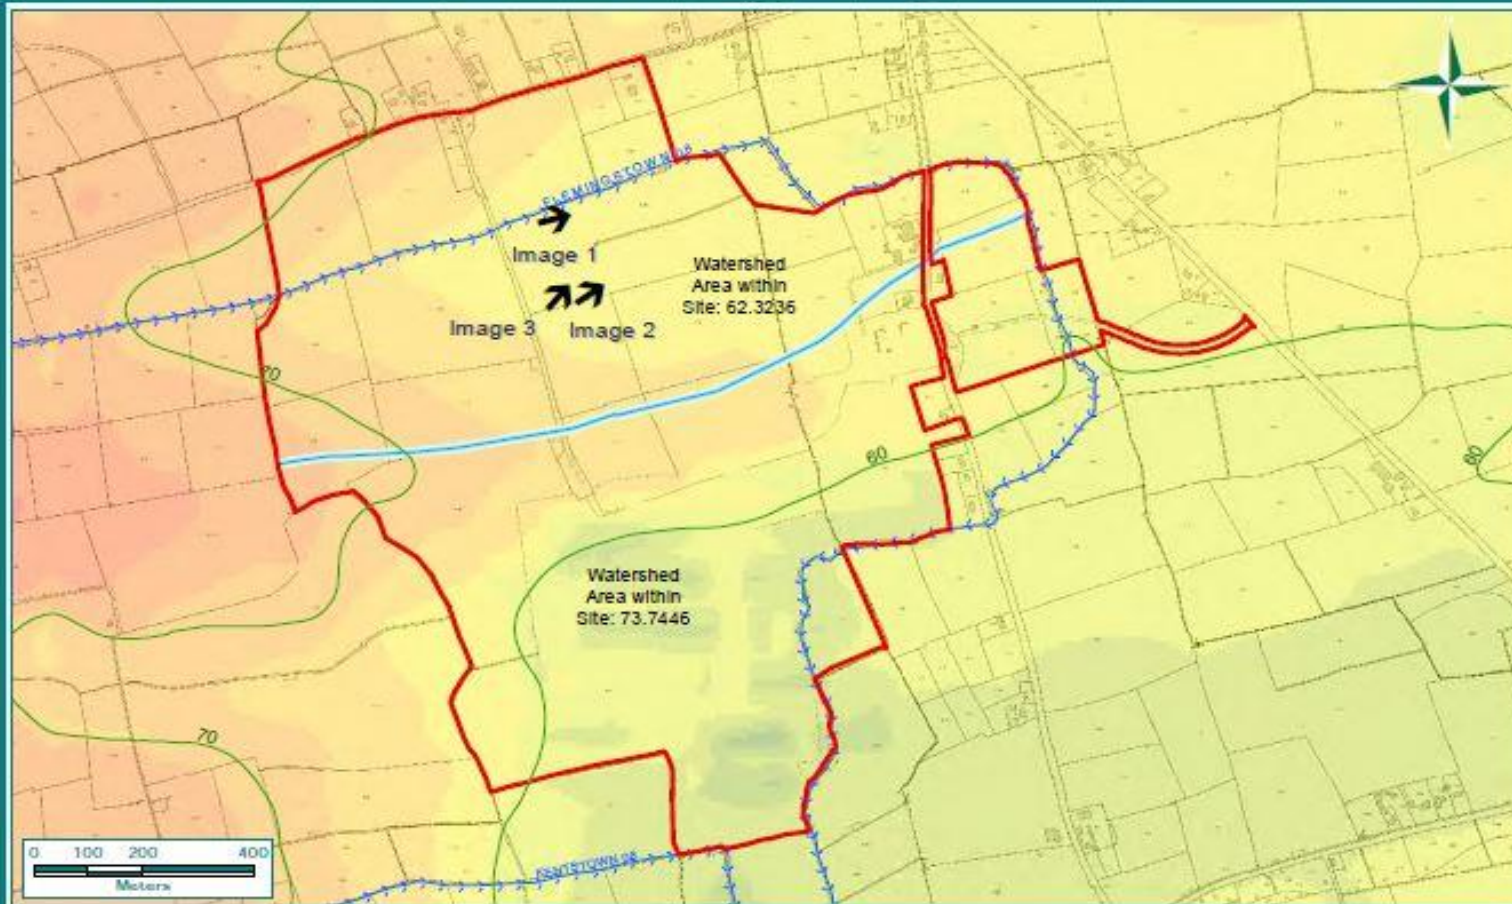 FLEMINGSTOWN 08
Image 1
Watershed
Area within
Site: 62.3236
Image 3
Image 2
70
60
60
Watershed
Area within
Site: 73.7446
70
0 100 200 400
Meters